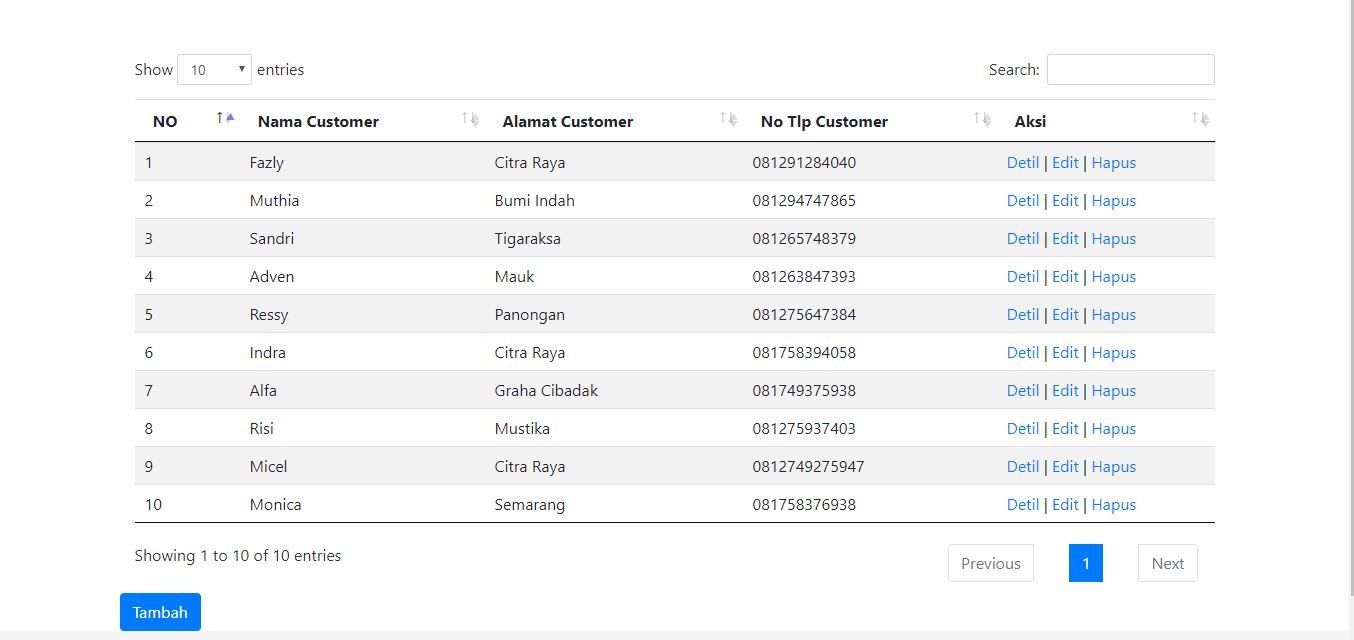 Show 10 entries Search:
NO Nama Customer Alamat Customer No Tlp Customer Aksi
1 Fazly Citra Raya 081291284040 Detil | Edit | Hapus
2 Muthia Bumi Indah 081294747865 Detil | Edit | Hapus
3 Sandri Tigaraksa 081265748379 Detil | Edit | Hapus
4 Adven Mauk 081263847393 Detil | Edit | Hapus
5 Ressy Panongan 081275647384 Detil | Edit | Hapus
6 Indra Citra Raya 081758394058 Detil | Edit | Hapus
7 Alfa Graha Cibadak 081749375938 Detil | Edit | Hapus
8 Risi Mustika 081275937403 Detil | Edit | Hapus
9 Micel Citra Raya 0812749275947 Detil | Edit | Hapus
10 Monica Semarang 081758376938 Detil | Edit | Hapus
Showing 1 to 10 of 10 entries Previous 1 Next
Tambah